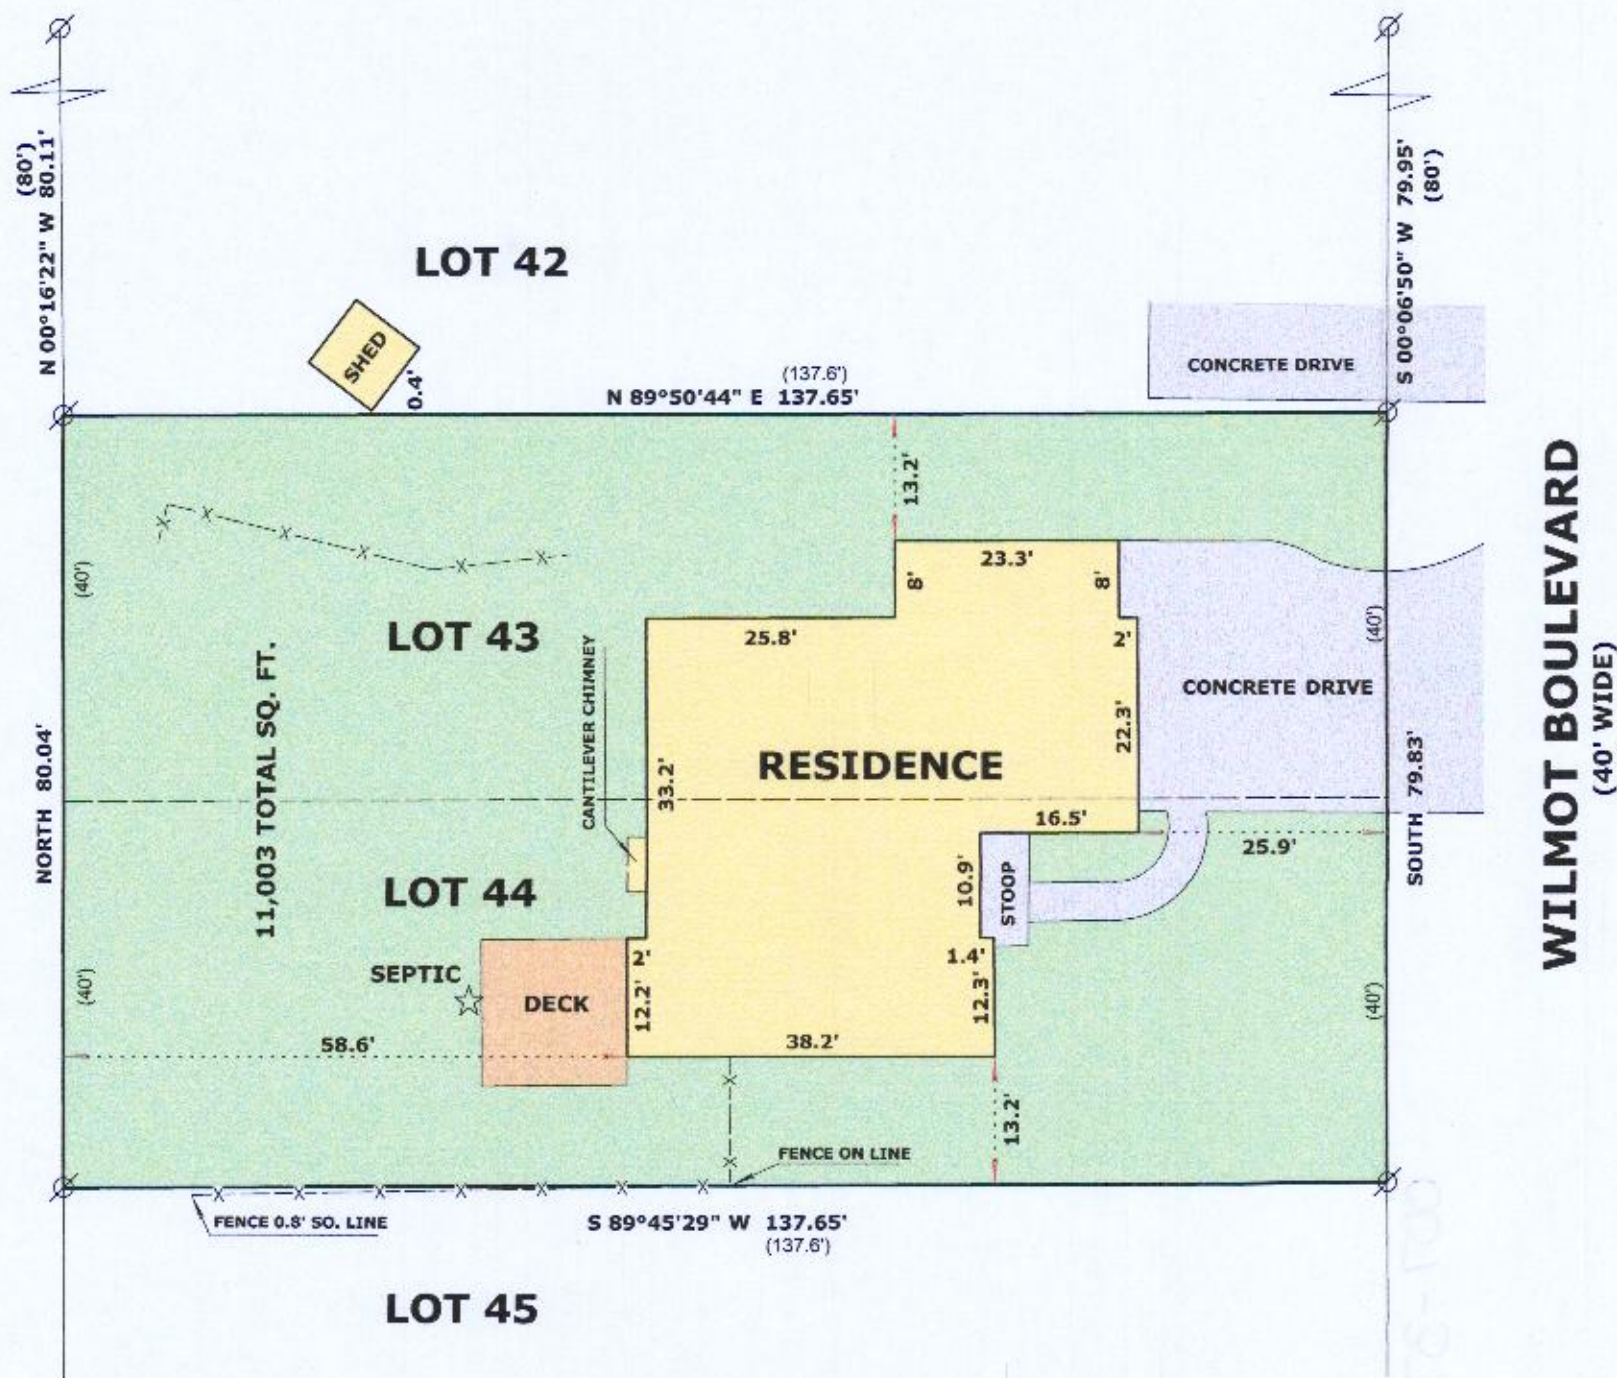 (80')
N 00°16'22" W 80.11'
S 00°06'50" W 79.95'
(80')
LOT 42
SHED
0.4'
(137.6')
N 89°50'44" E 137.65'
CONCRETE DRIVE
13.2'
23.3'
8'
8'
(40')
(40')
LOT 43
25.8'
2'
CANTILEVER CHIMNEY
CONCRETE DRIVE
22.3'
11,003 TOTAL SQ. FT.
RESIDENCE
33.2'
NORTH 80.04'
SOUTH 79.83'
WILMOT BOULEVARD
(40' WIDE)
16.5'
25.9'
LOT 44
10.9'
STOOP
SEPTIC
2'
1.4'
(40')
DECK
12.2'
12.3'
(40')
58.6'
38.2'
13.2'
FENCE ON LINE
FENCE 0.8' SO. LINE
S 89°45'29" W 137.65'
(137.6')
LOT 45